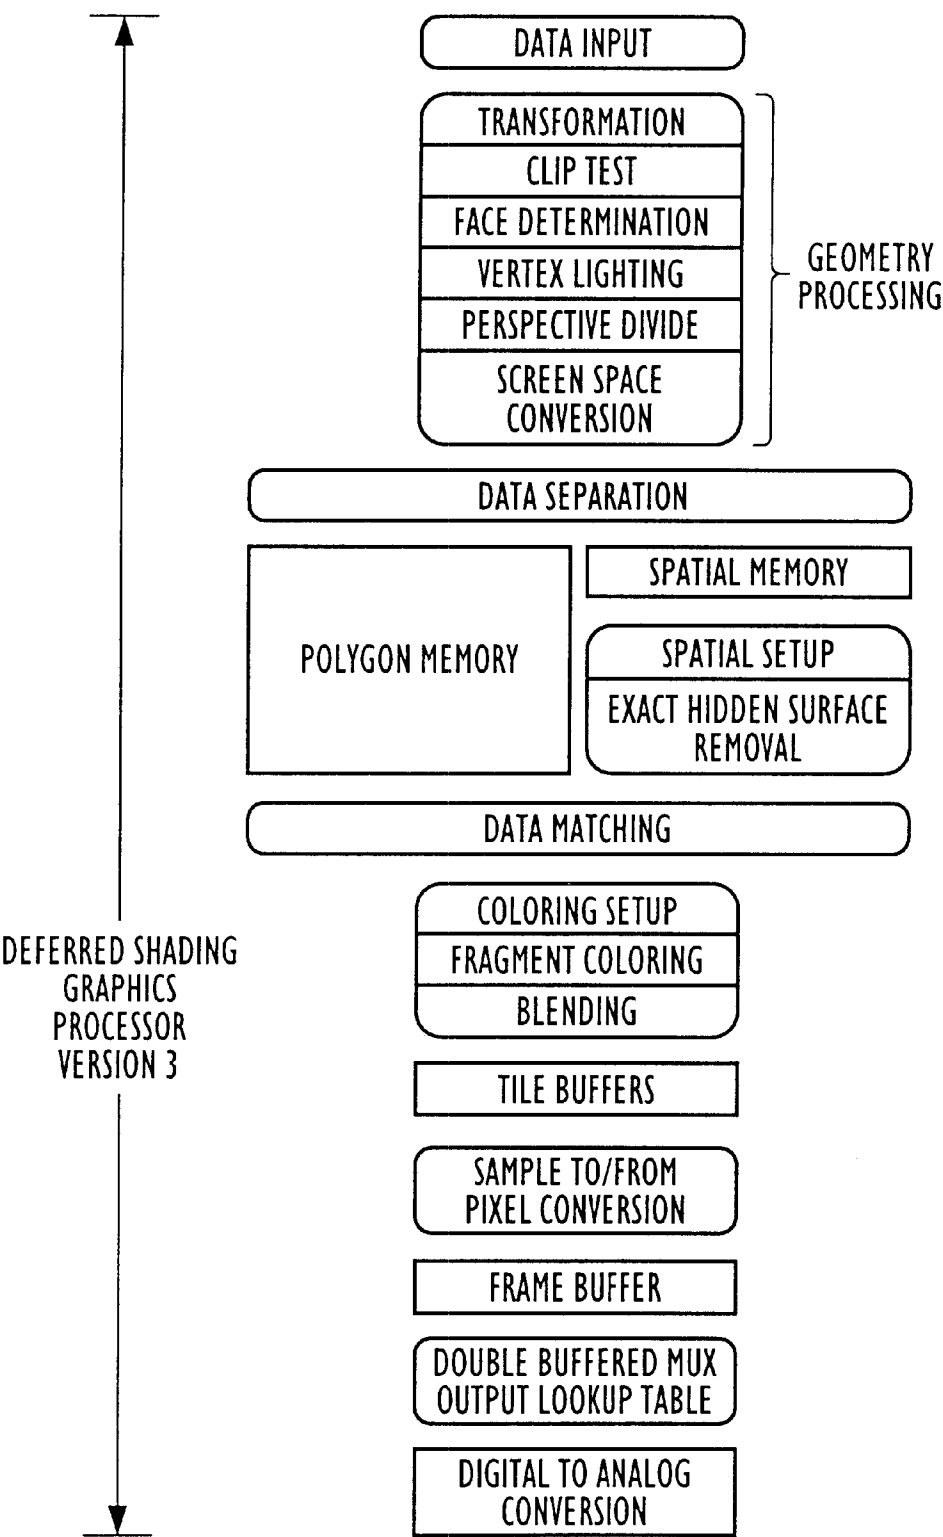 DATA INPUT
TRANSFORMATION
CLIP TEST
FACE DETERMINATION
VERTEX LIGHTING
PERSPECTIVE DIVIDE
SCREEN SPACE
CONVERSION
GEOMETRY
PROCESSING
DATA SEPARATION
POLYGON MEMORY
SPATIAL MEMORY
SPATIAL SETUP
EXACT HIDDEN SURFACE
REMOVAL
DATA MATCHING
COLORING SETUP
FRAGMENT COLORING
BLENDING
DEFERRED SHADING
GRAPHICS
PROCESSOR
VERSION 3
TILE BUFFERS
SAMPLE TO/FROM
PIXEL CONVERSION
FRAME BUFFER
DOUBLE BUFFERED MUX
OUTPUT LOOKUP TABLE
DIGITAL TO ANALOG
CONVERSION